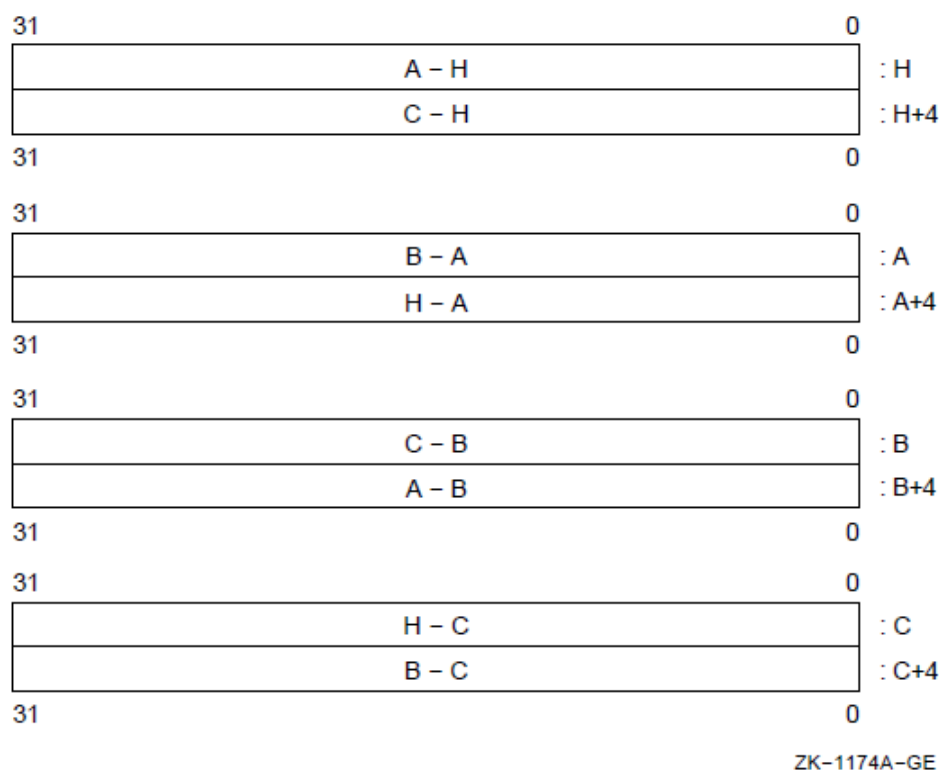 31 0
A – H : H
C – H : H+4
31 0
31 0
B – A : A
H – A : A+4
31 0
31 0
C – B : B
A – B : B+4
31 0
31 0
H – C : C
B – C : C+4
31 0
ZK–1174A–GE